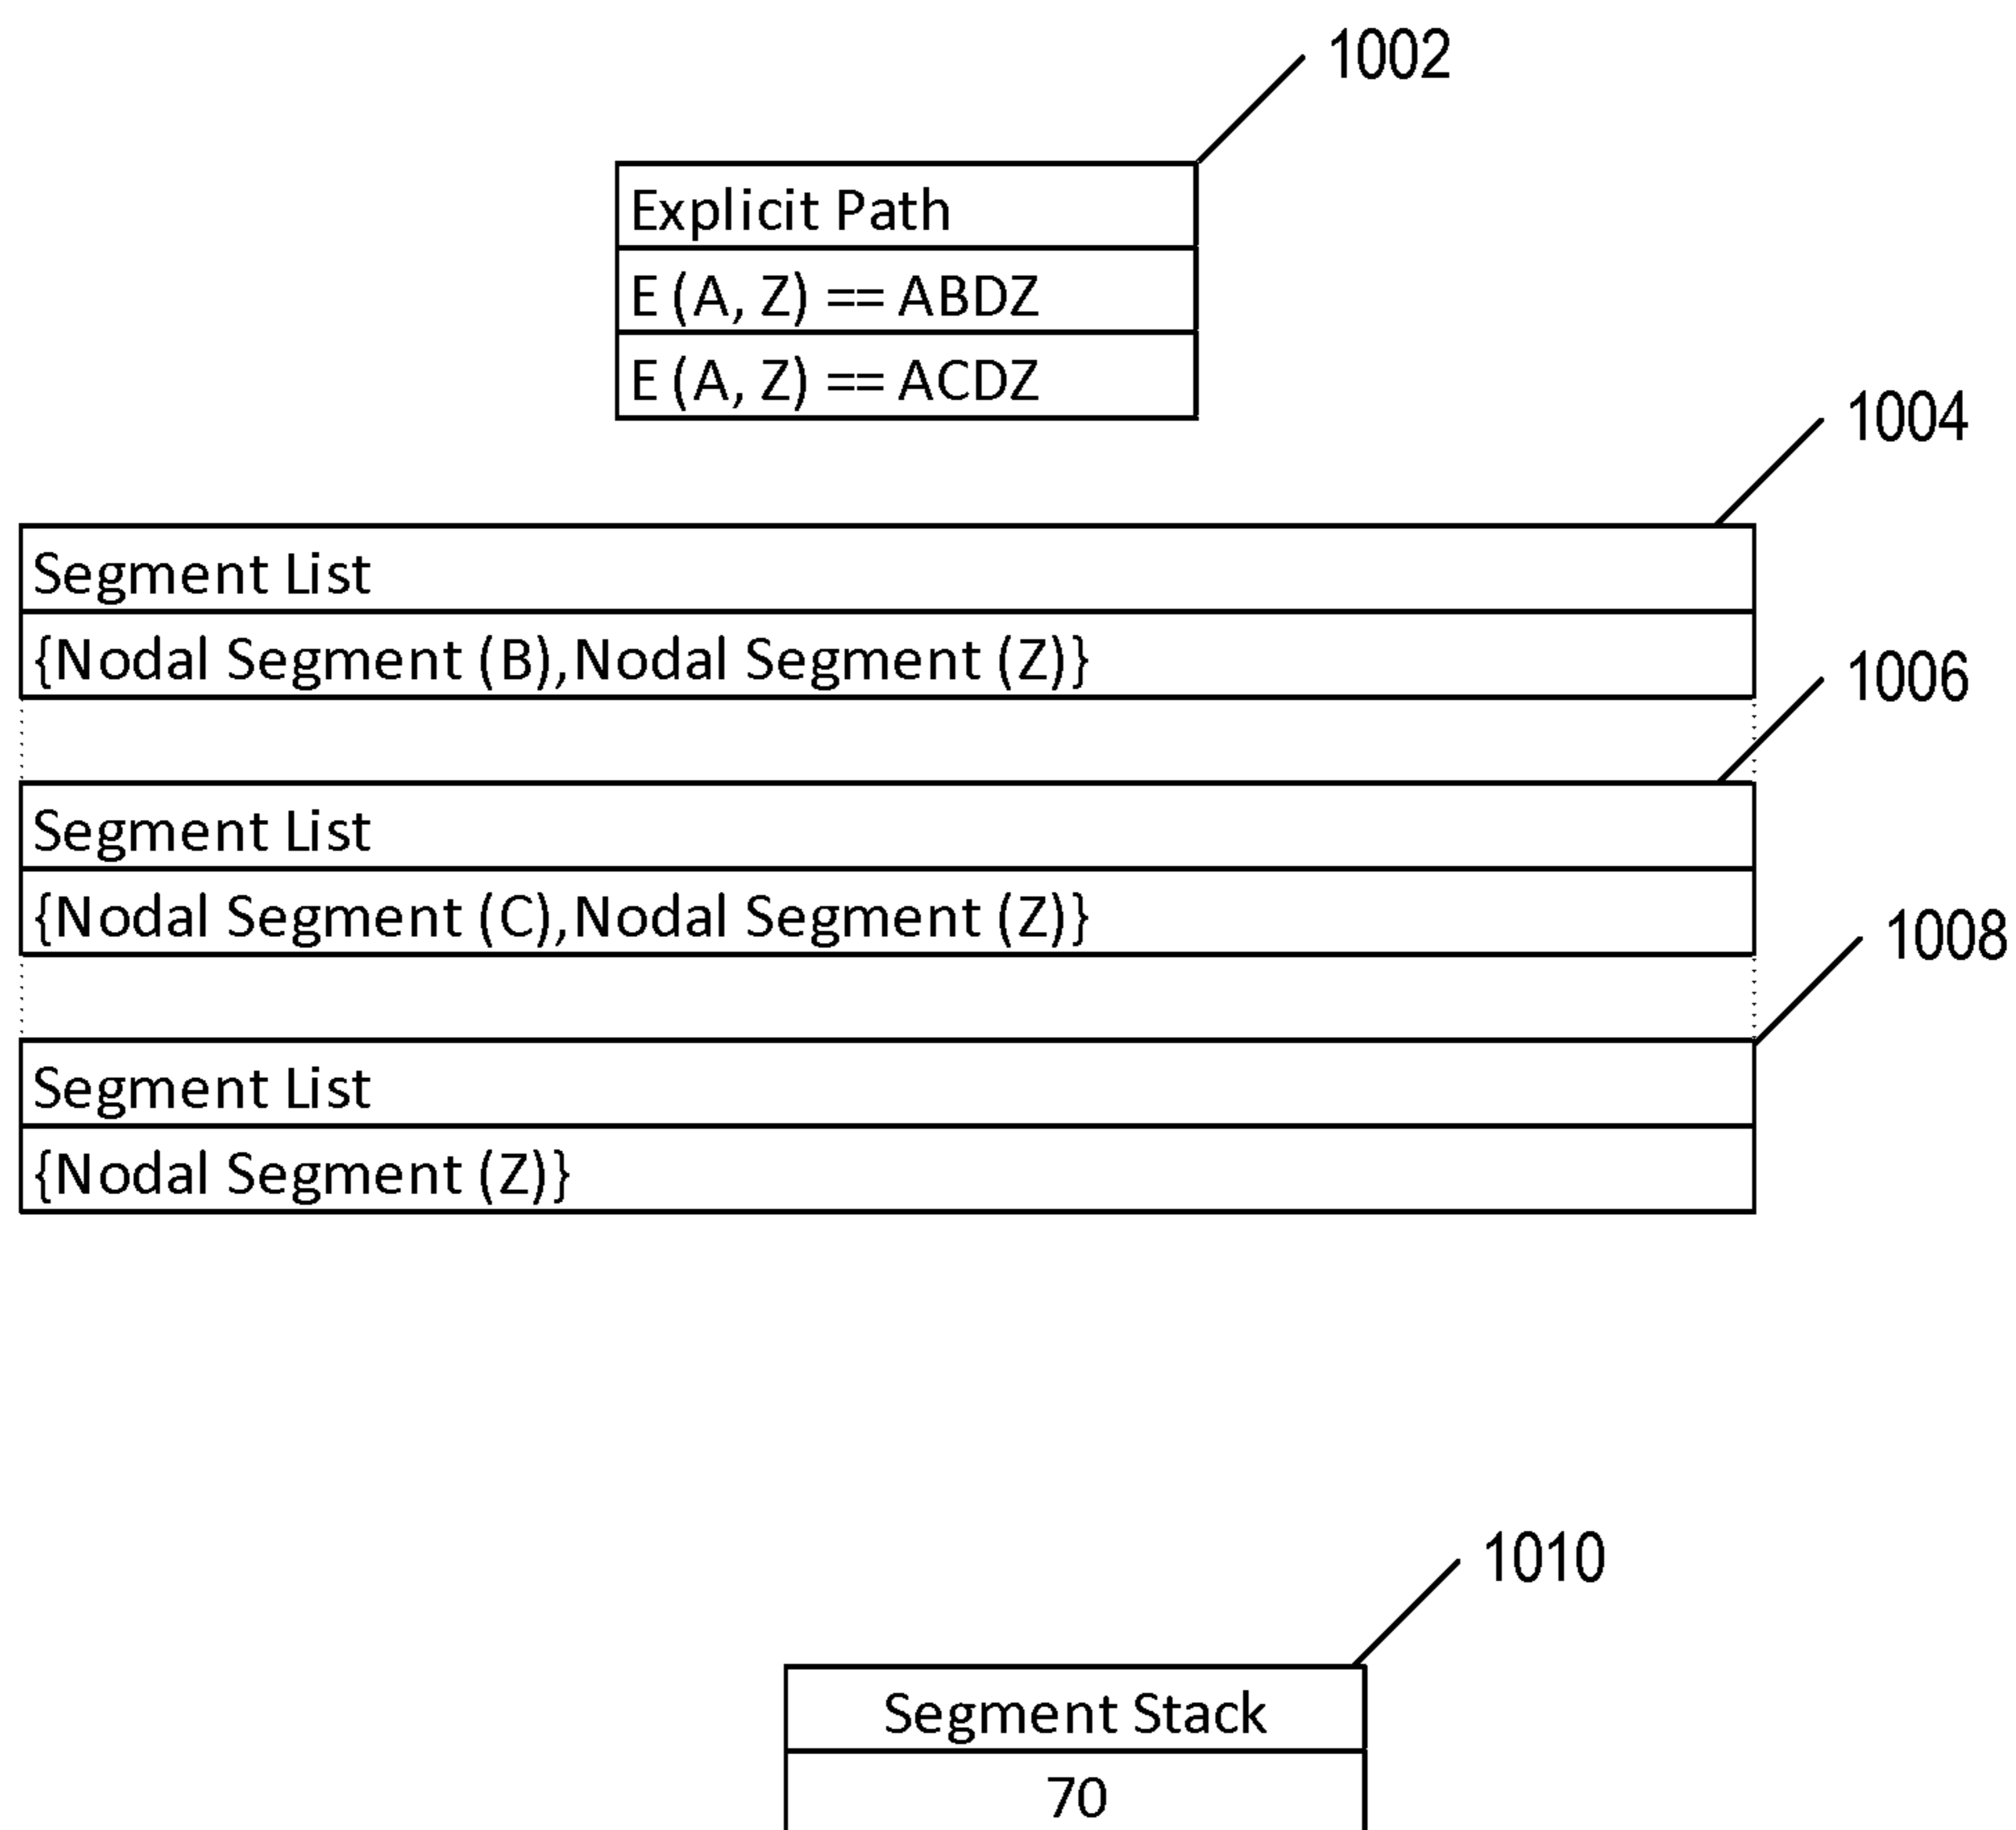 1002
Explicit Path
E (A, Z) == ABDZ
E (A, Z) == ACDZ
1004
Segment List
{Nodal Segment (B),Nodal Segment (Z)}
1006
Segment List
{Nodal Segment (C),Nodal Segment (Z)}
1008
Segment List
{Nodal Segment (Z)}
1010
Segment Stack
70